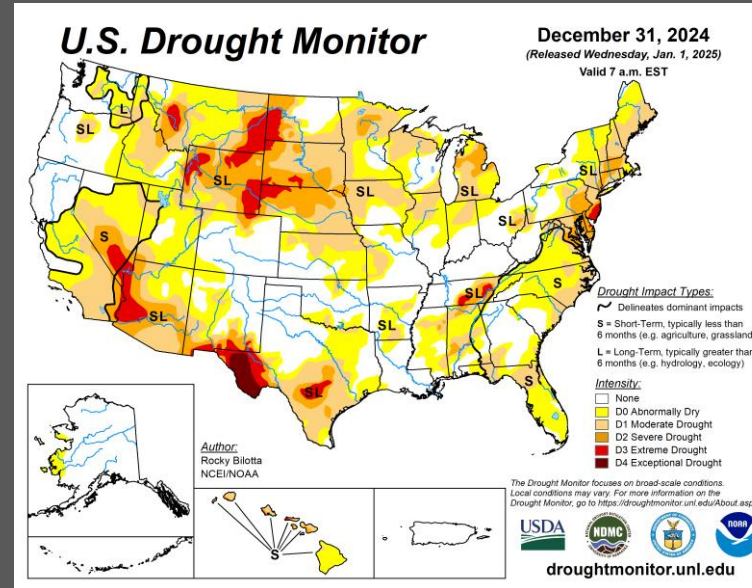 U.S. Drought Monitor
December 31, 2024
(Released Wednesday, Jan. 1, 2025)
Valid 7 a.m. EST
L
SL
SL
SL
SL
SL
SL
S
SL
SL
SL
S
SL
S
Drought Impact Types:
Delineates dominant impacts
S = Short-Term, typically less than
6 months (e.g. agriculture, grassland
L = Long-Term, typically greater than
6 months (e.g. hydrology, ecology)
Intensity:
None
D0 Abnormally Dry
D1 Moderate Drought
D2 Severe Drought
D3 Extreme Drought
D4 Exceptional Drought
Author:
Rocky Bilotta
NCEI/NOAA
S
The Drought Monitor focuses on broad-scale conditions.
Local conditions may vary. For more information on the
Drought Monitor, go to https://droughtmonitor.unl.edu/About.asp
USDA
NDMC
NOAA
droughtmonitor.unl.edu